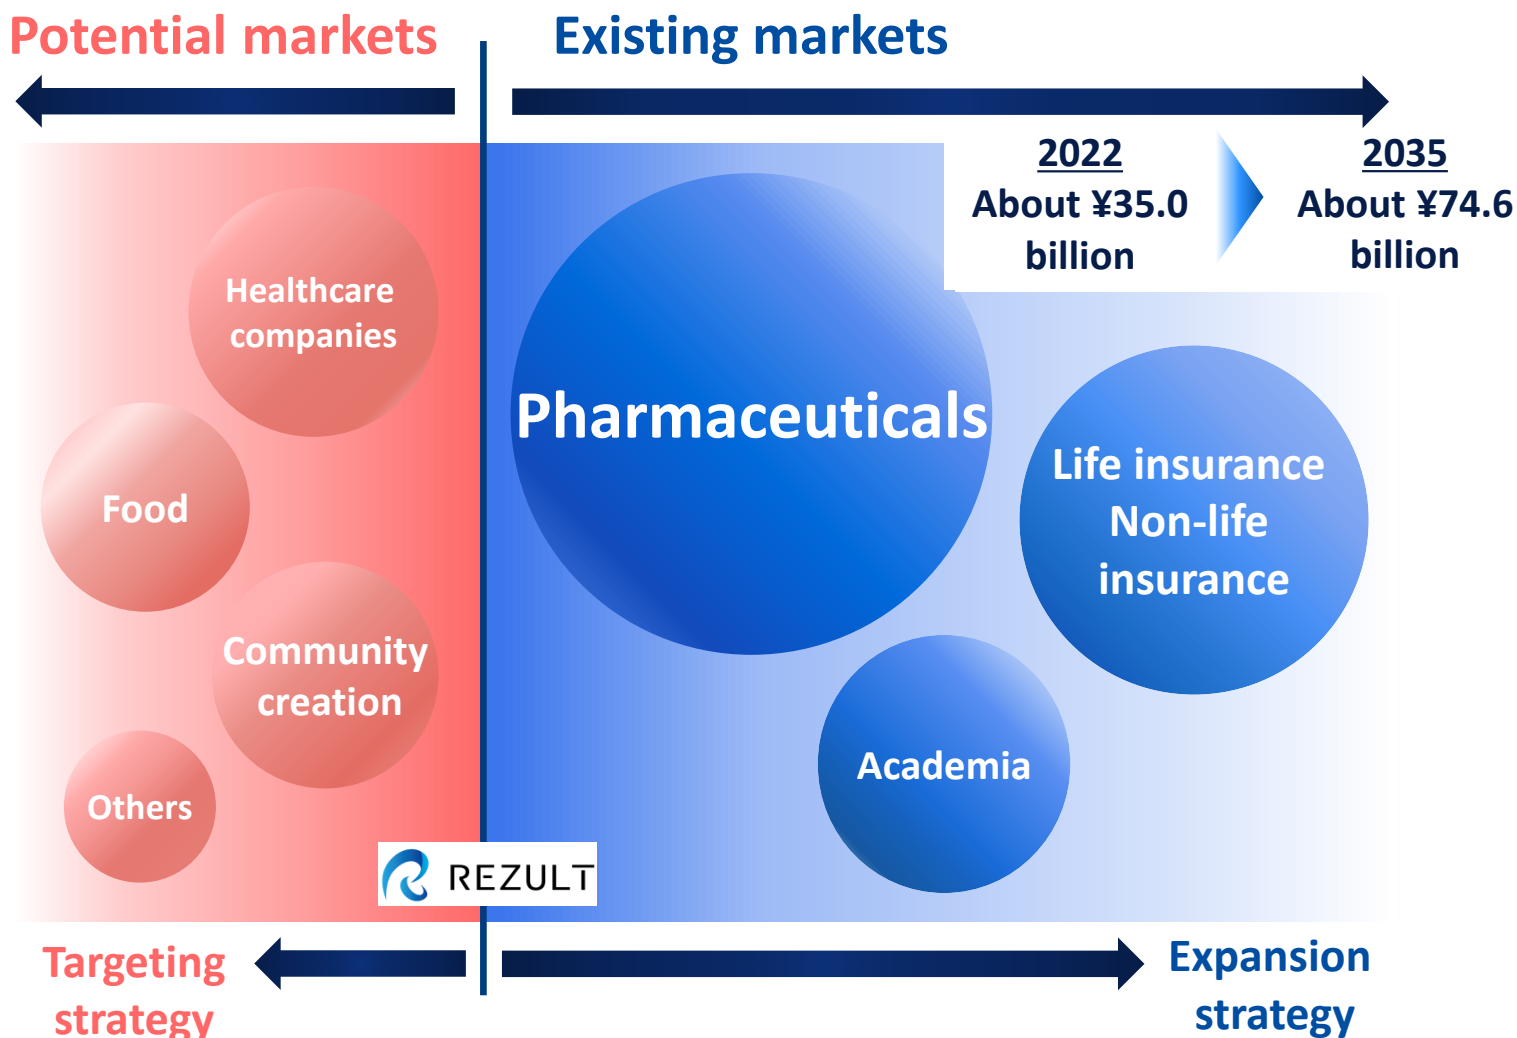 Potential markets
Existing markets
2022
About ¥35.0
billion
2035
About ¥74.6
billion
Healthcare
companies
Food
Community
creation
Others
Pharmaceuticals
Life insurance
Non-life
insurance
Academia
REZULT
Targeting
strategy
Expansion
strategy